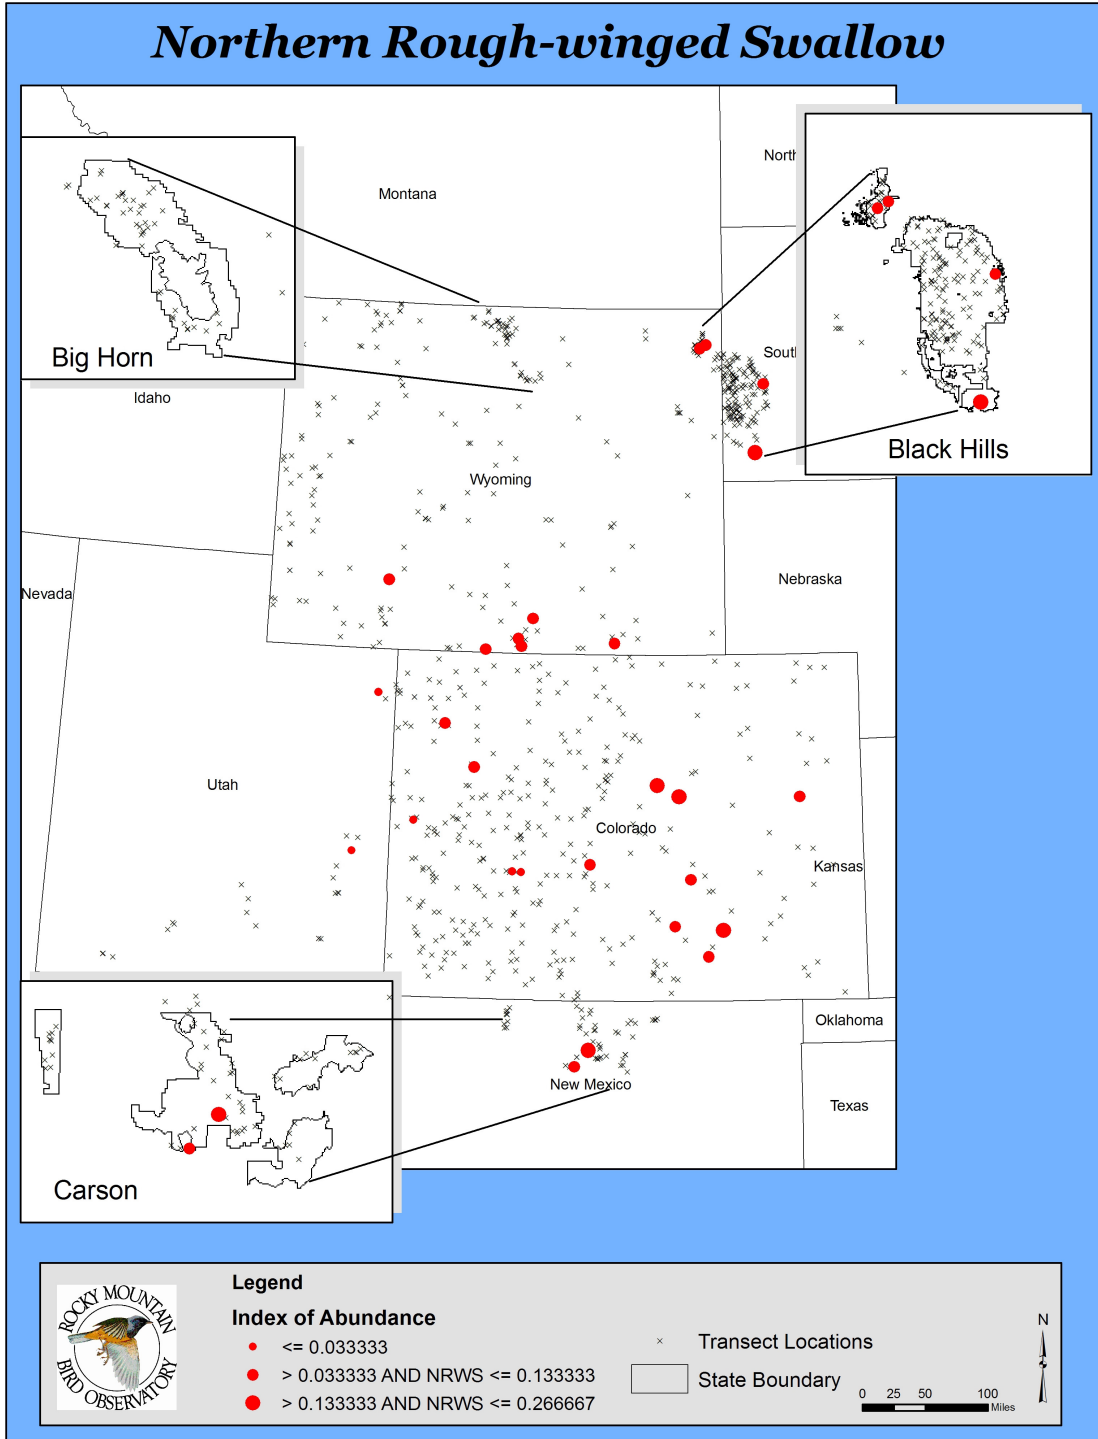 Northern Rough-winged Swallow
Montana
North
Big Horn
Idaho
South
Black Hills
Wyoming
Nebraska
Nevada
Utah
Colorado
Kansas
Oklahoma
New Mexico
Texas
Carson
Legend
Index of Abundance
<= 0.033333
> 0.033333 AND NRWS <= 0.133333
> 0.133333 AND NRWS <= 0.266667
Transect Locations
State Boundary
N
0 25 50 100
Miles
ROCKY MOUNTAIN
BIRD OBSERVATORY